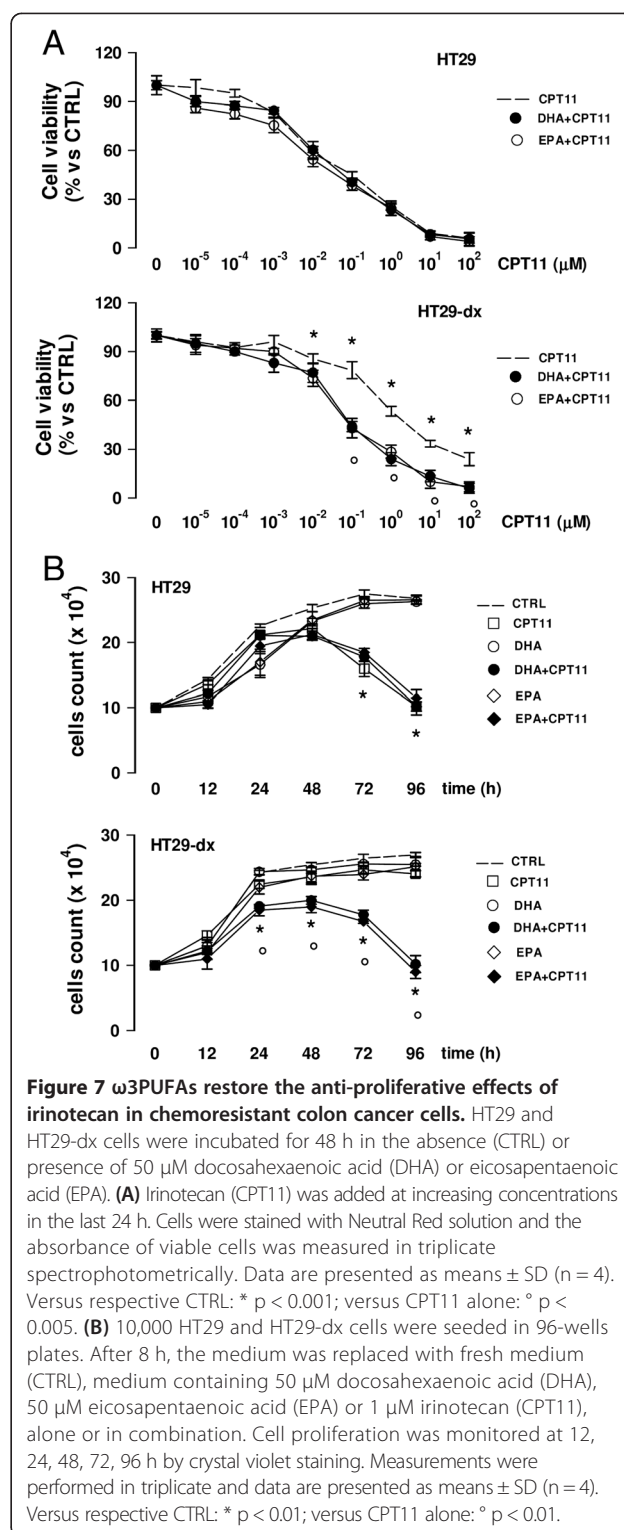 A
HT29
120
90
60
30
0
Cell viability
(% vs CTRL)
CPT11
DHA+CPT11
EPA+CPT11
0 10⁻⁵ 10⁻⁴ 10⁻³ 10⁻² 10⁻¹ 10⁰ 10¹ 10² CPT11 (μM)
HT29-dx
120
90
60
30
0
Cell viability
(% vs CTRL)
* * * * *
° ° ° °
CPT11
DHA+CPT11
EPA+CPT11
0 10⁻⁵ 10⁻⁴ 10⁻³ 10⁻² 10⁻¹ 10⁰ 10¹ 10² CPT11 (μM)
B
HT29
30
20
10
0
cells count (x 10⁴)
* *
CTRL
CPT11
DHA
DHA+CPT11
EPA
EPA+CPT11
0 12 24 48 72 96 time (h)
HT29-dx
30
20
10
0
cells count (x 10⁴)
* * * *
° ° ° °
CTRL
CPT11
DHA
DHA+CPT11
EPA
EPA+CPT11
0 12 24 48 72 96 time (h)
Figure 7 ω3PUFAs restore the anti-proliferative effects of
irinotecan in chemoresistant colon cancer cells. HT29 and
HT29-dx cells were incubated for 48 h in the absence (CTRL) or
presence of 50 μM docosahexaenoic acid (DHA) or eicosapentaenoic
acid (EPA). (A) Irinotecan (CPT11) was added at increasing concentrations
in the last 24 h. Cells were stained with Neutral Red solution and the
absorbance of viable cells was measured in triplicate
spectrophotometrically. Data are presented as means ± SD (n = 4).
Versus respective CTRL: * p < 0.001; versus CPT11 alone: ° p <
0.005. (B) 10,000 HT29 and HT29-dx cells were seeded in 96-wells
plates. After 8 h, the medium was replaced with fresh medium
(CTRL), medium containing 50 μM docosahexaenoic acid (DHA),
50 μM eicosapentaenoic acid (EPA) or 1 μM irinotecan (CPT11),
alone or in combination. Cell proliferation was monitored at 12,
24, 48, 72, 96 h by crystal violet staining. Measurements were
performed in triplicate and data are presented as means ± SD (n = 4).
Versus respective CTRL: * p < 0.01; versus CPT11 alone: ° p < 0.01.